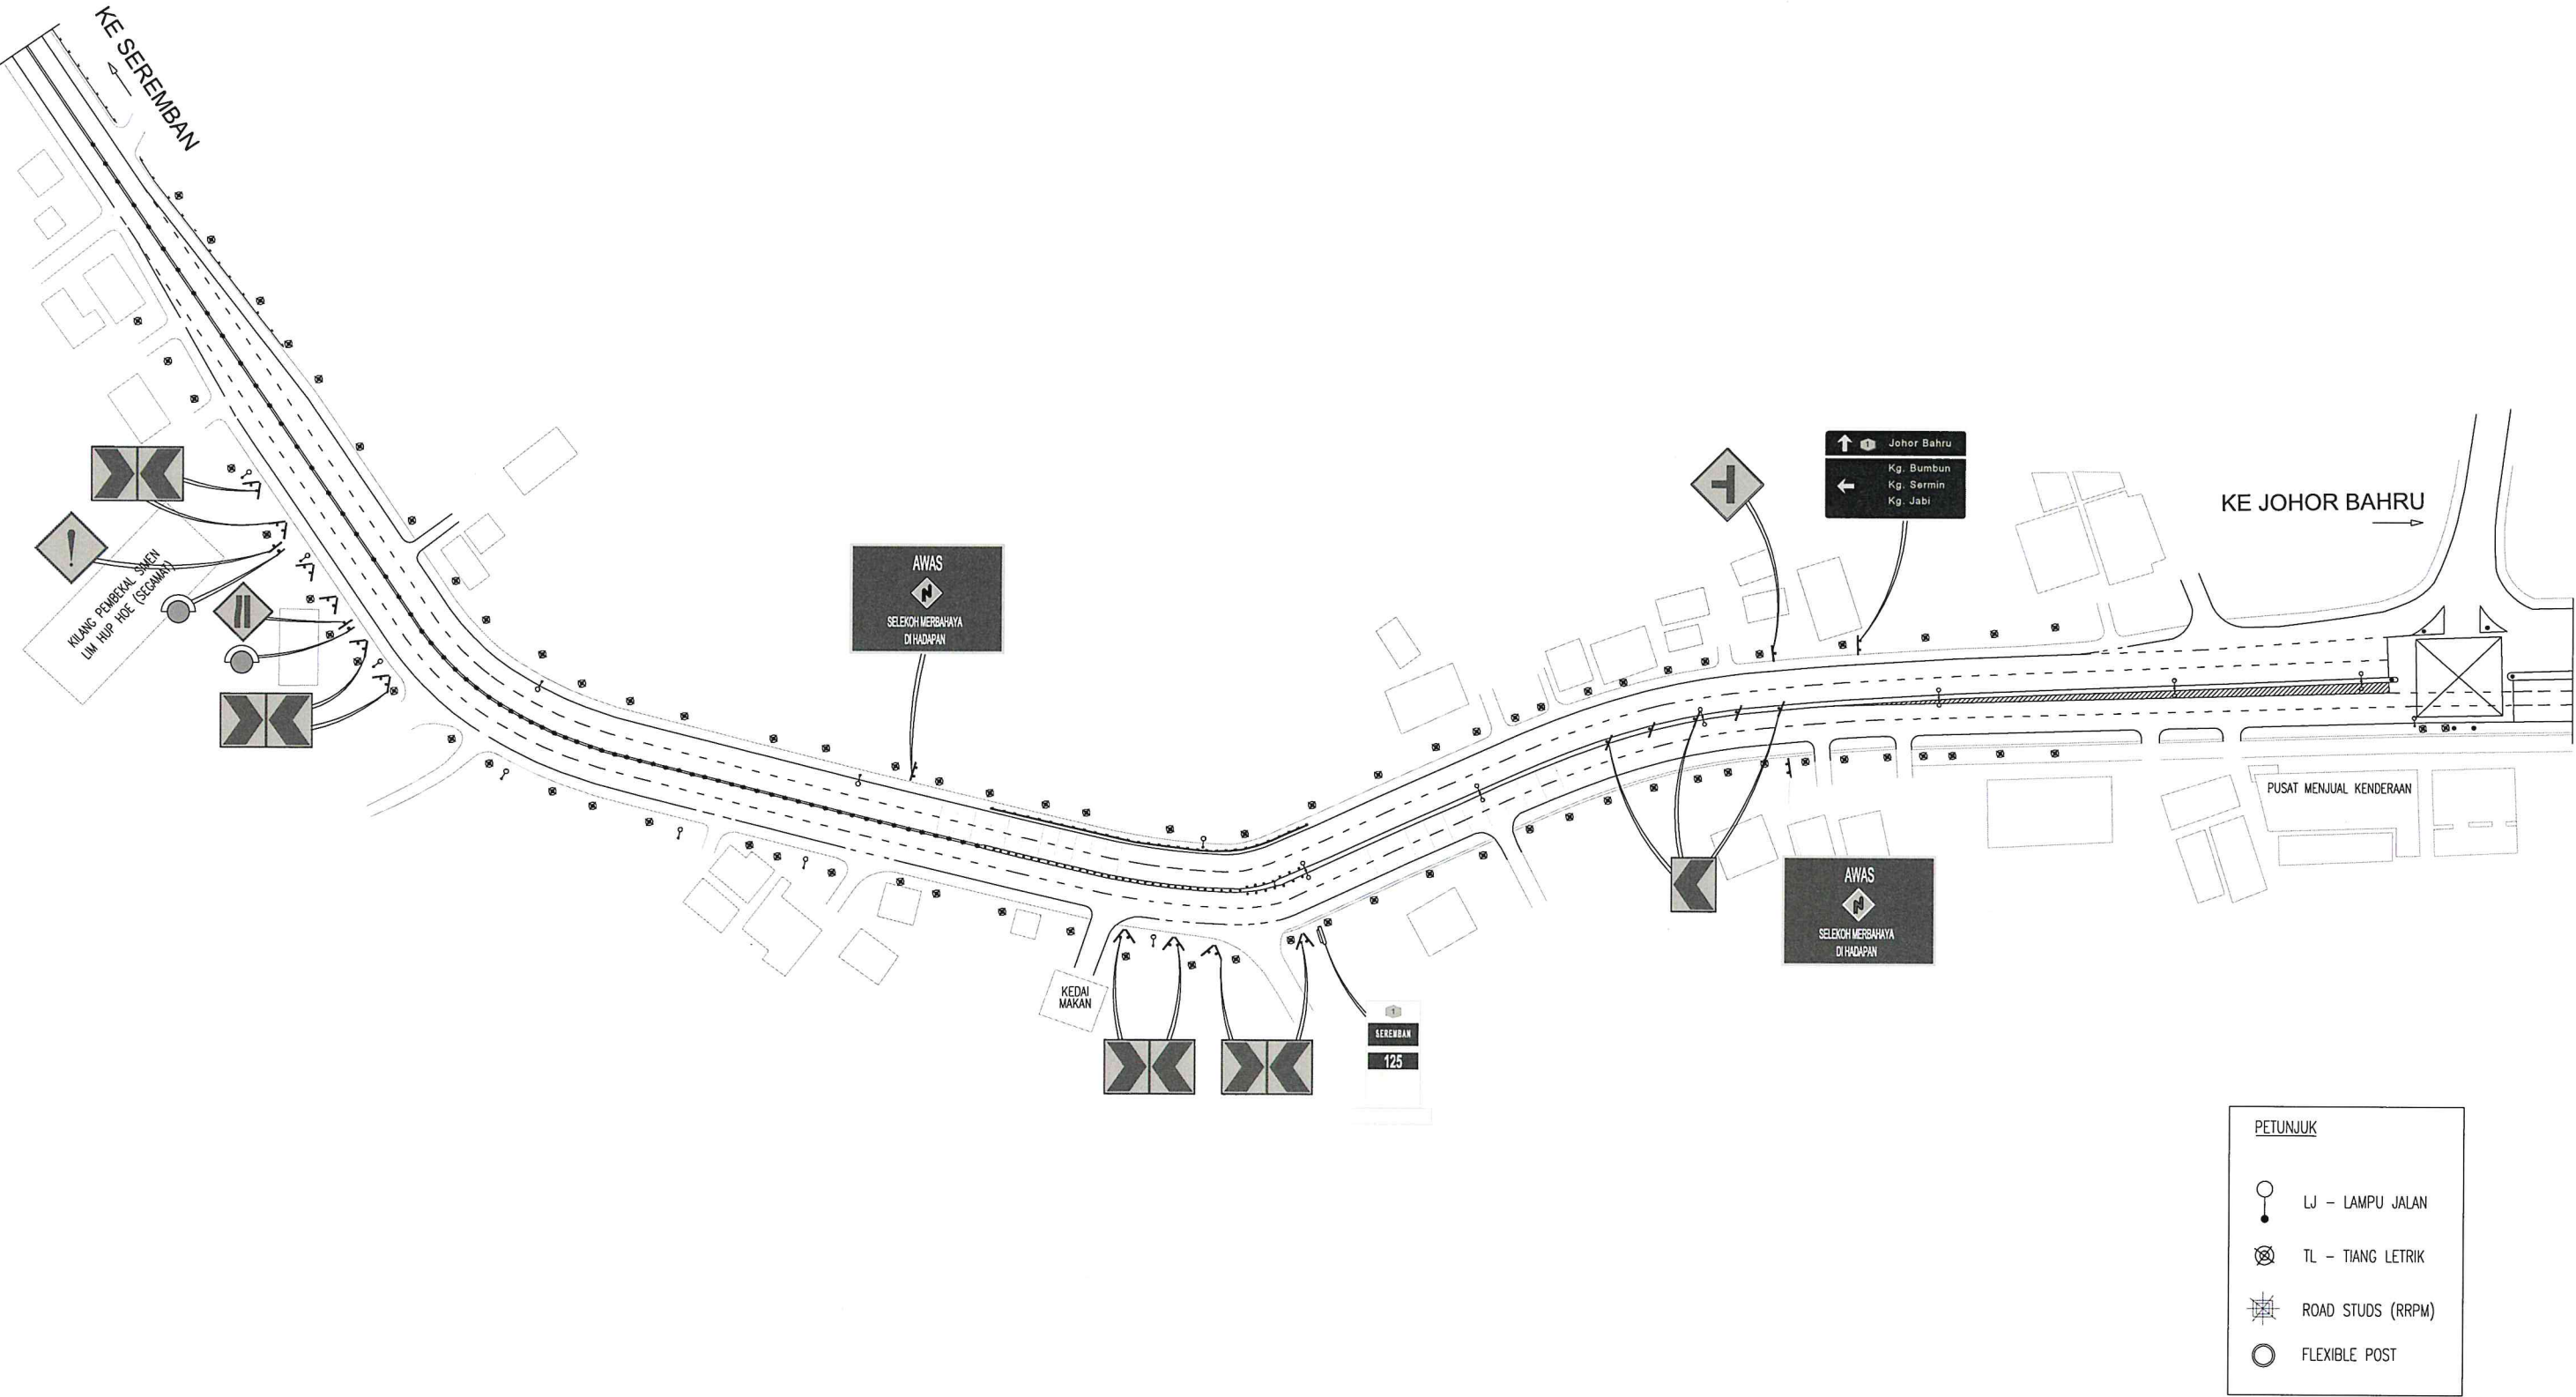 KE SEREMBAN
KILANG PEMBEKAL SIMEN
LIM HUP HOE (SEGAMAT)
!
AWAS
SELEKOH MERBAHAYA
DI HADAPAN
1 Johor Bahru
Kg. Bumbun
Kg. Sermin
Kg. Jabi
KE JOHOR BAHRU
PUSAT MENJUAL KENDERAAN
AWAS
SELEKOH MERBAHAYA
DI HADAPAN
KEDAI
MAKAN
1
SEREMBAN
125
PETUNJUK
LJ - LAMPU JALAN
TL - TIANG LETRIK
ROAD STUDS (RRPM)
FLEXIBLE POST